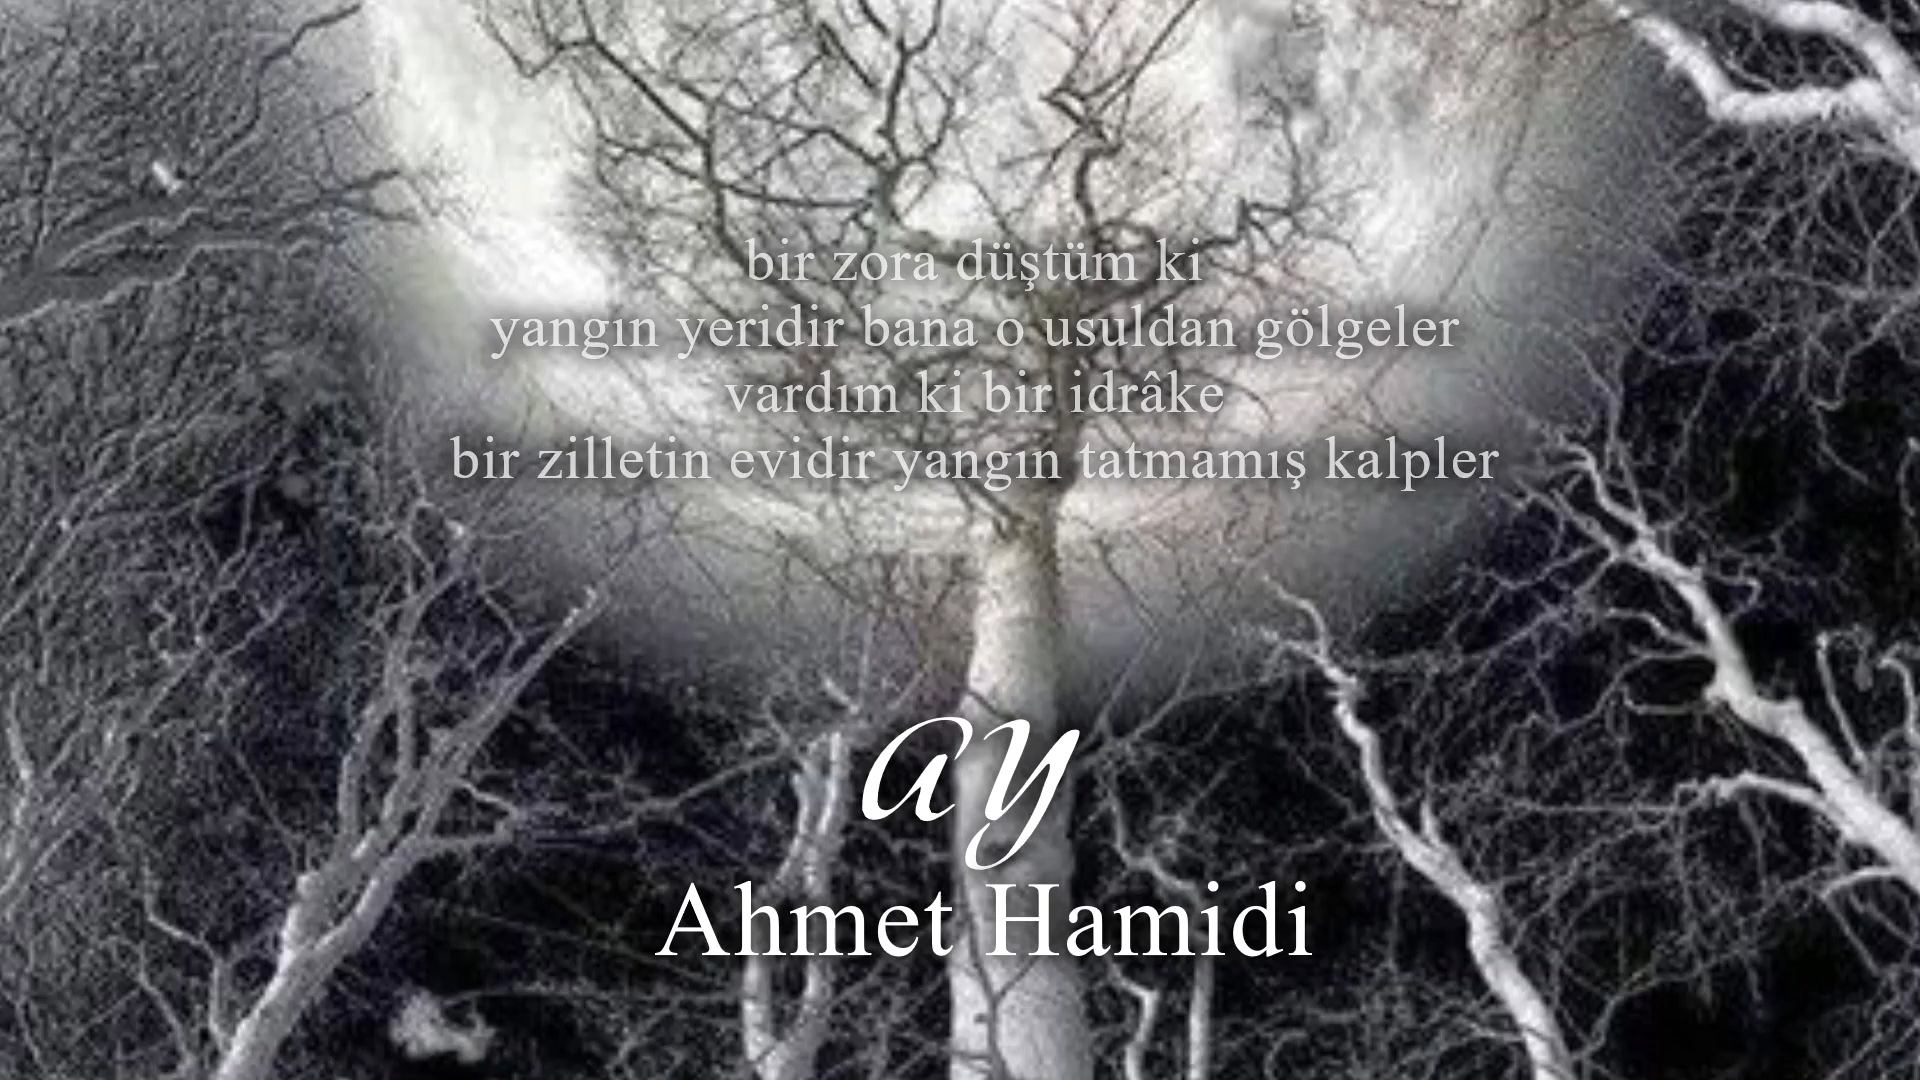 bir zora düştüm ki
yangın yeridir bana o usuldan gölgeler
vardım ki bir idrâke
bir zilletin evidir yangın tatmamış kalpler
ay
Ahmet Hamidi